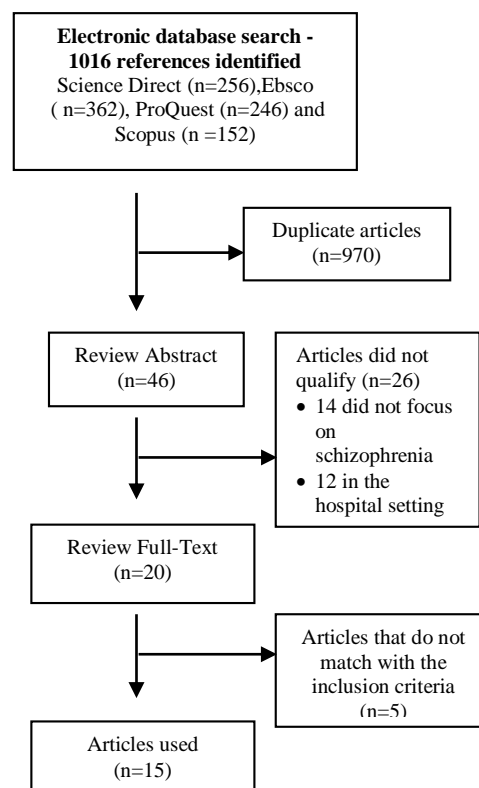 Electronic database search -
1016 references identified
Science Direct (n=256),Ebsco
( n=362), ProQuest (n=246) and
Scopus (n =152)
Duplicate articles
(n=970)
Review Abstract
(n=46)
Articles did not
qualify (n=26)
• 14 did not focus
on
schizophrenia
• 12 in the
hospital setting
Review Full-Text
(n=20)
Articles that do not
match with the
inclusion criteria
(n=5)
Articles used
(n=15)